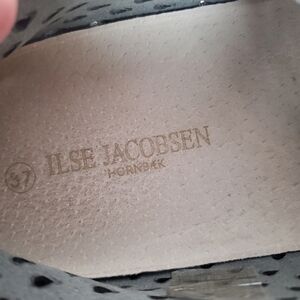 37
ILSE JACOBSEN
HORNBÆK